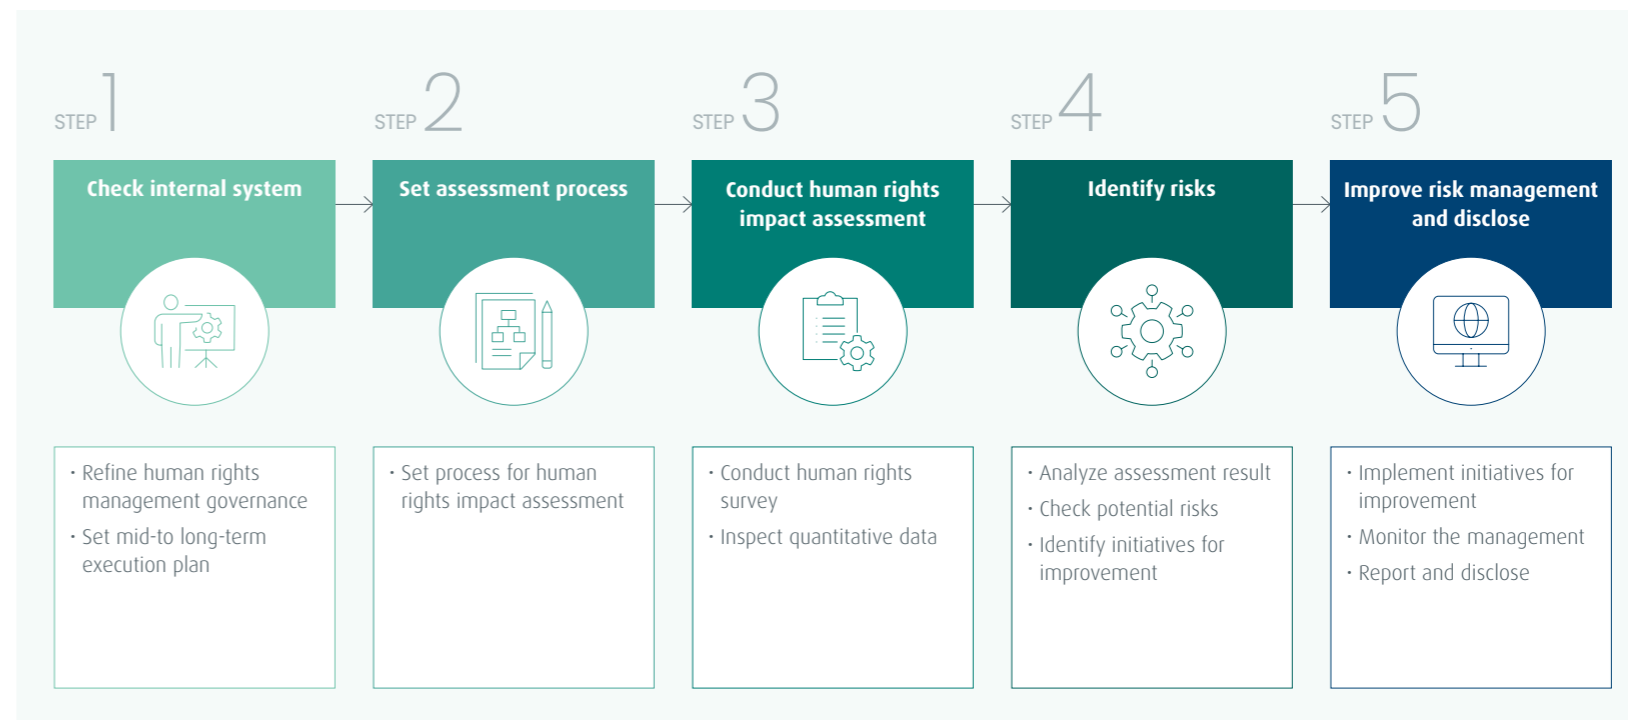 STEP 1
STEP 2
STEP 3
STEP 4
STEP 5
Check internal system
Set assessment process
Conduct human rights
impact assessment
Identify risks
Improve risk management
and disclose
· Refine human rights
management governance
· Set mid-to long-term
execution plan
· Set process for human
rights impact assessment
· Conduct human rights
survey
· Inspect quantitative data
· Analyze assessment result
· Check potential risks
· Identify initiatives for
improvement
· Implement initiatives for
improvement
· Monitor the management
· Report and disclose